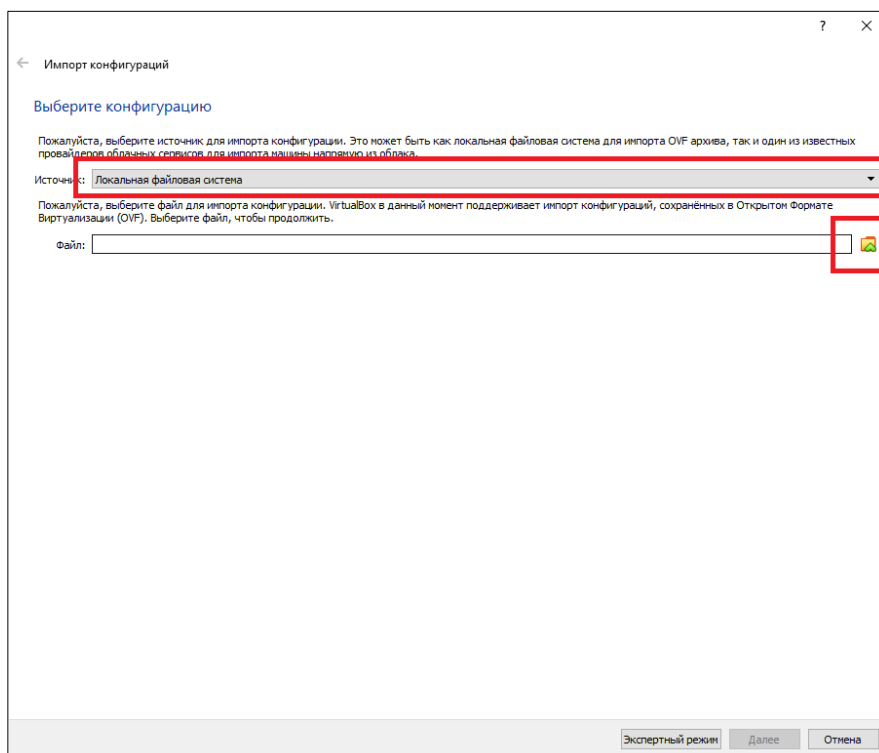 ?
Импорт конфигураций
Выберите конфигурацию
Пожалуйста, выберите источник для импорта конфигурации. Это может быть как локальная файловая система для импорта OVF архива, так и один из известных
провайдеров облачных сервисов для импорта машины напрямую из облака.
Источник: Локальная файловая система
Пожалуйста, выберите файл для импорта конфигурации. VirtualBox в данный момент поддерживает импорт конфигураций, сохранённых в Открытом Формате
Виртуализации (OVF). Выберите файл, чтобы продолжить.
Файл:
Экспертный режим Далее Отмена